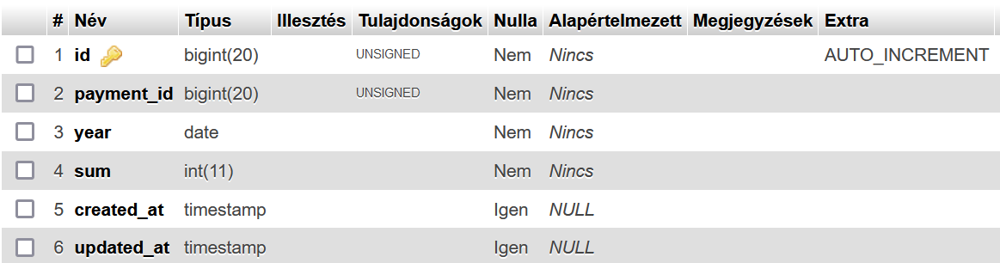 # Név Típus Illesztés Tulajdonságok Nulla Alapértelmezett Megjegyzések Extra
1 id bigint(20) UNSIGNED Nem Nincs AUTO_INCREMENT
2 payment_id bigint(20) UNSIGNED Nem Nincs
3 year date Nem Nincs
4 sum int(11) Nem Nincs
5 created_at timestamp Igen NULL
6 updated_at timestamp Igen NULL